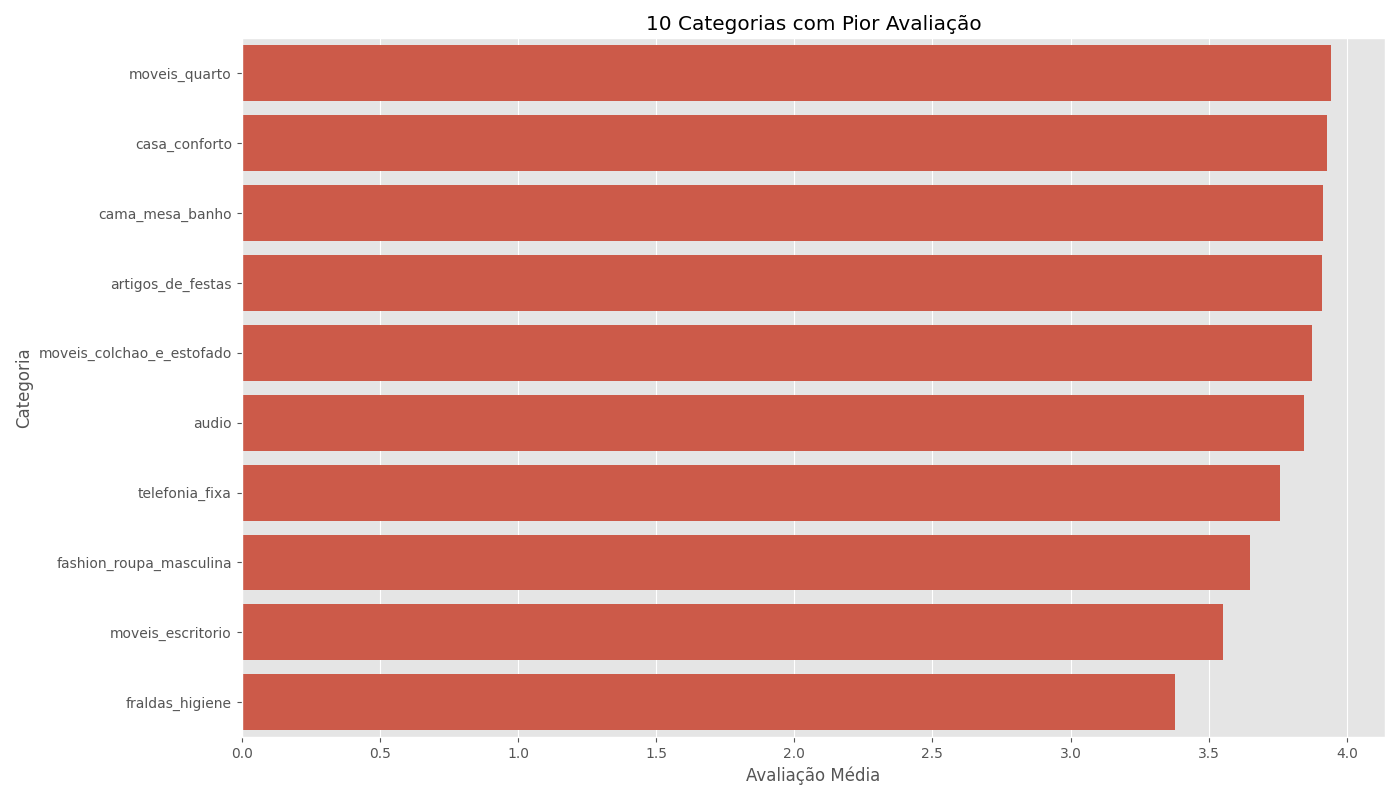 10 Categorias com Pior Avaliação
moveis_quarto
casa_conforto
cama_mesa_banho
artigos_de_festas
moveis_colchao_e_estofado
audio
telefonia_fixa
fashion_roupa_masculina
moveis_escritorio
fraldas_higiene
Categoria
0.0 0.5 1.0 1.5 2.0 2.5 3.0 3.5 4.0
Avaliação Média